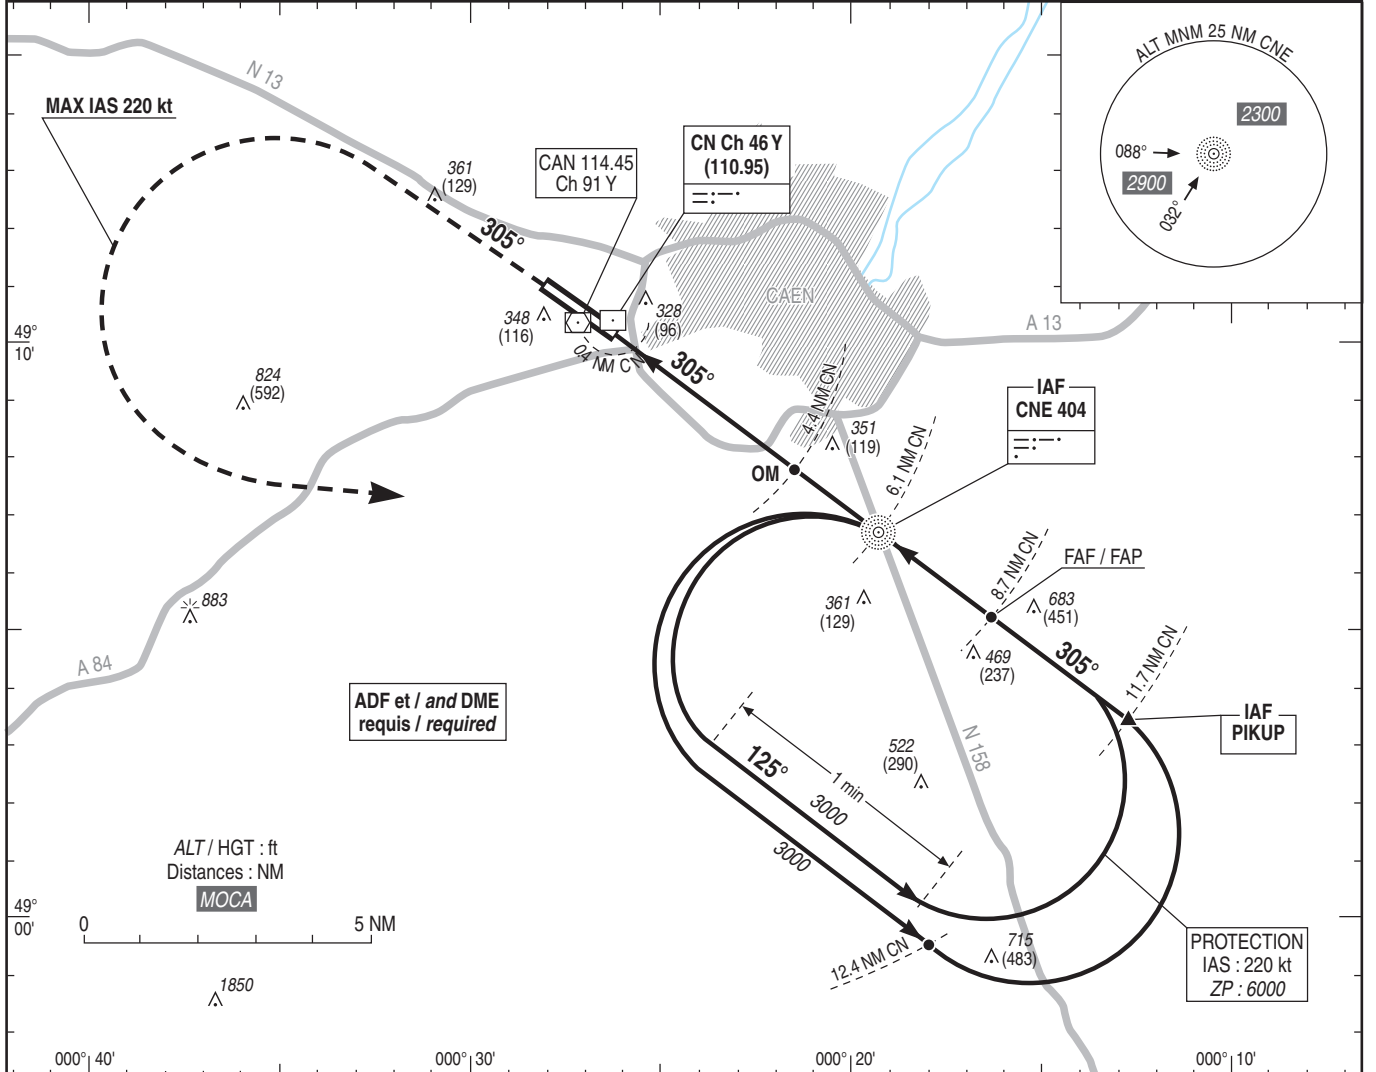 N 13
MAX IAS 220 kt
361
(129)
305°
CAN 114.45
Ch 91 Y
CN Ch 46 Y
(110.95)
ALT MNM 25 NM CNE
2300
088°
2900
032°
CAEN
A 13
348
(116)
328
(96)
04 NM CN
305°
49°
10'
824
(592)
4.4 NM CN
351
(119)
OM
6.1 NM CN
IAF
CNE 404
8.7 NM CN
FAF / FAP
361
(129)
683
(451)
469
(237)
305°
11.7 NM CN
IAF
PIKUP
883
A 84
ADF et / and DME
requis / required
125°
1 min
3000
3000
522
(290)
N 158
12.4 NM CN
715
(483)
PROTECTION
IAS : 220 kt
ZP : 6000
ALT / HGT : ft
Distances : NM
MOCA
0 5 NM
49°
00'
1850
000° 40'
000° 30'
000° 20'
000° 10'